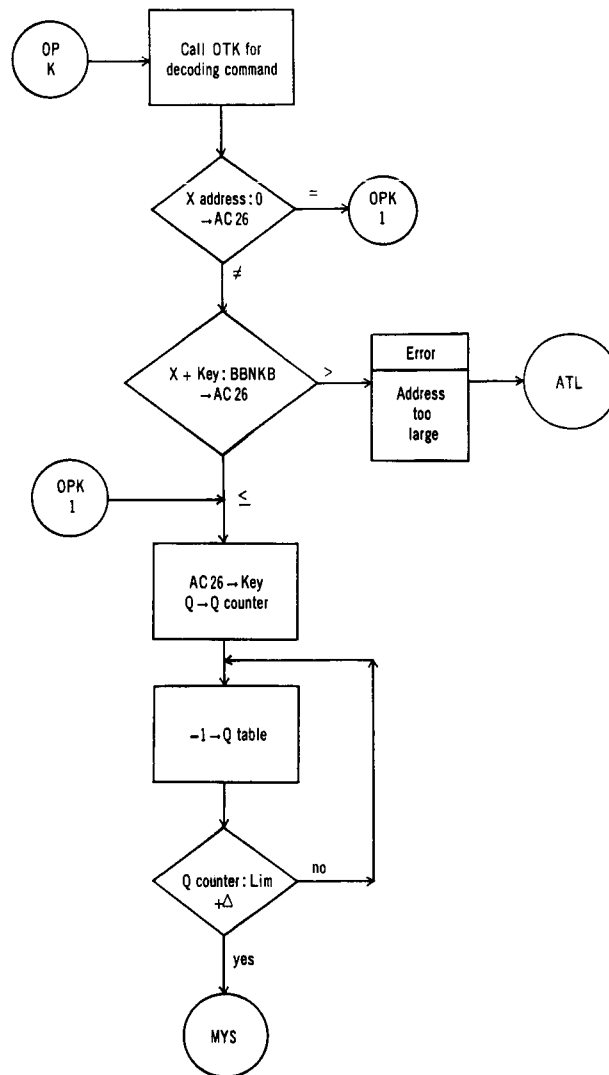 OP
K
Call OTK for
decoding command
X address : 0
→AC 26
=
OPK
1
≠
X + Key : BBNKB
→AC 26
>
Error
Address
too
large
ATL
OPK
1
≤
AC 26→Key
Q→Q counter
−1→Q table
Q counter : Lim
+Δ
no
yes
MYS